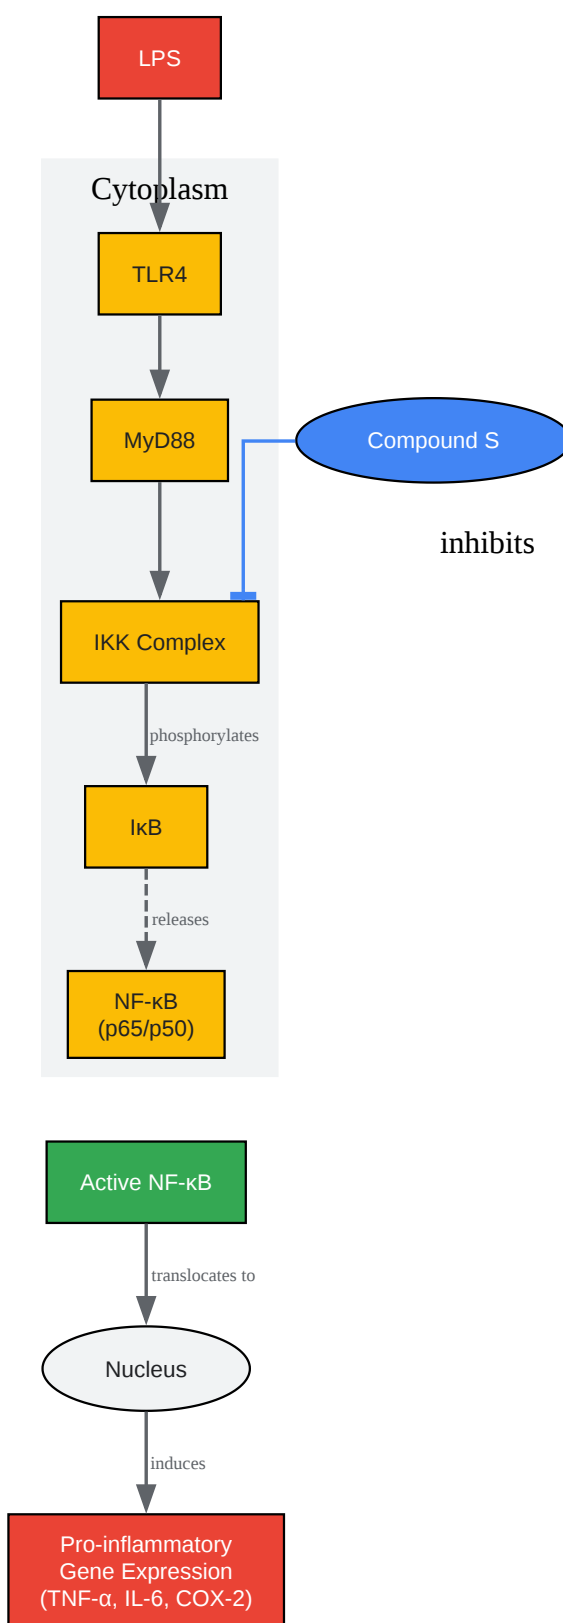 LPS
Cytoplasm
TLR4
MyD88
Compound S
inhibits
IKK Complex
phosphorylates
IκB
releases
NF-κB
(p65/p50)
Active NF-κB
translocates to
Nucleus
induces
Pro-inflammatory
Gene Expression
(TNF-α, IL-6, COX-2)